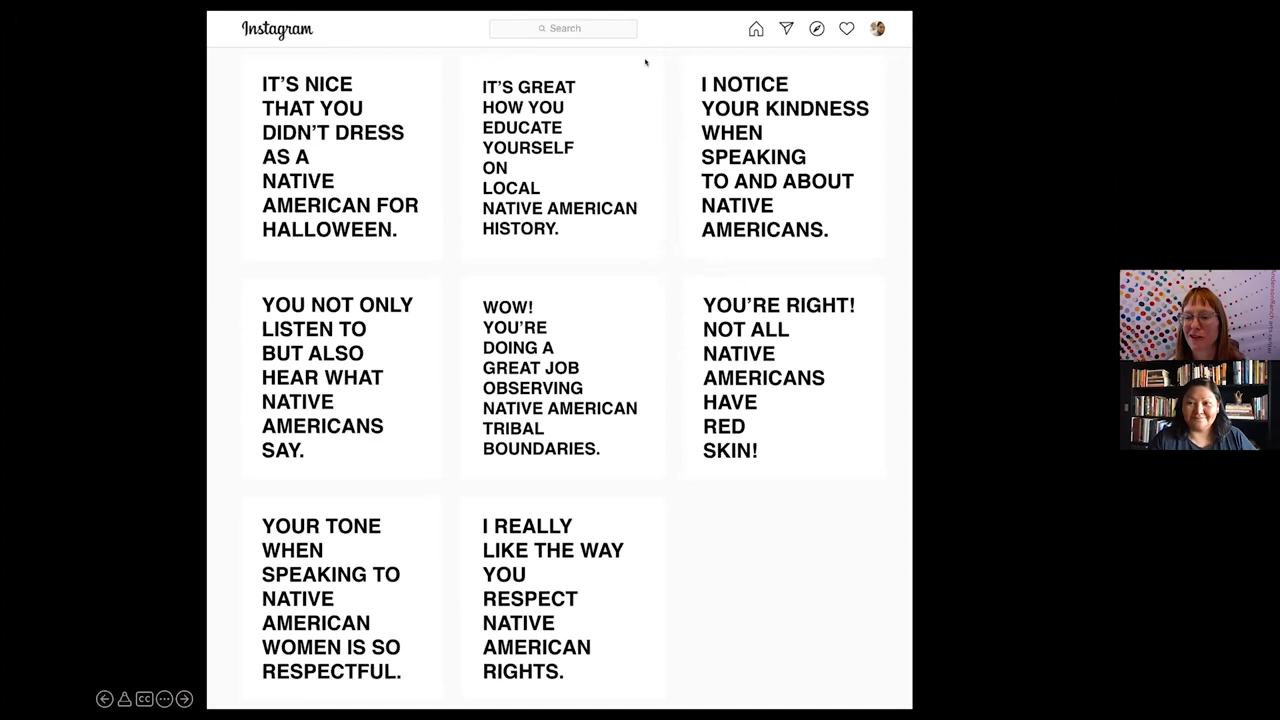 Instagram
Search
IT’S NICE
THAT YOU
DIDN’T DRESS
AS A
NATIVE
AMERICAN FOR
HALLOWEEN.
IT’S GREAT
HOW YOU
EDUCATE
YOURSELF
ON
LOCAL
NATIVE AMERICAN
HISTORY.
I NOTICE
YOUR KINDNESS
WHEN
SPEAKING
TO AND ABOUT
NATIVE
AMERICANS.
YOU NOT ONLY
LISTEN TO
BUT ALSO
HEAR WHAT
NATIVE
AMERICANS
SAY.
WOW!
YOU’RE
DOING A
GREAT JOB
OBSERVING
NATIVE AMERICAN
TRIBAL
BOUNDARIES.
YOU’RE RIGHT!
NOT ALL
NATIVE
AMERICANS
HAVE
RED
SKIN!
YOUR TONE
WHEN
SPEAKING TO
NATIVE
AMERICAN
WOMEN IS SO
RESPECTFUL.
I REALLY
LIKE THE WAY
YOU
RESPECT
NATIVE
AMERICAN
RIGHTS.
CC